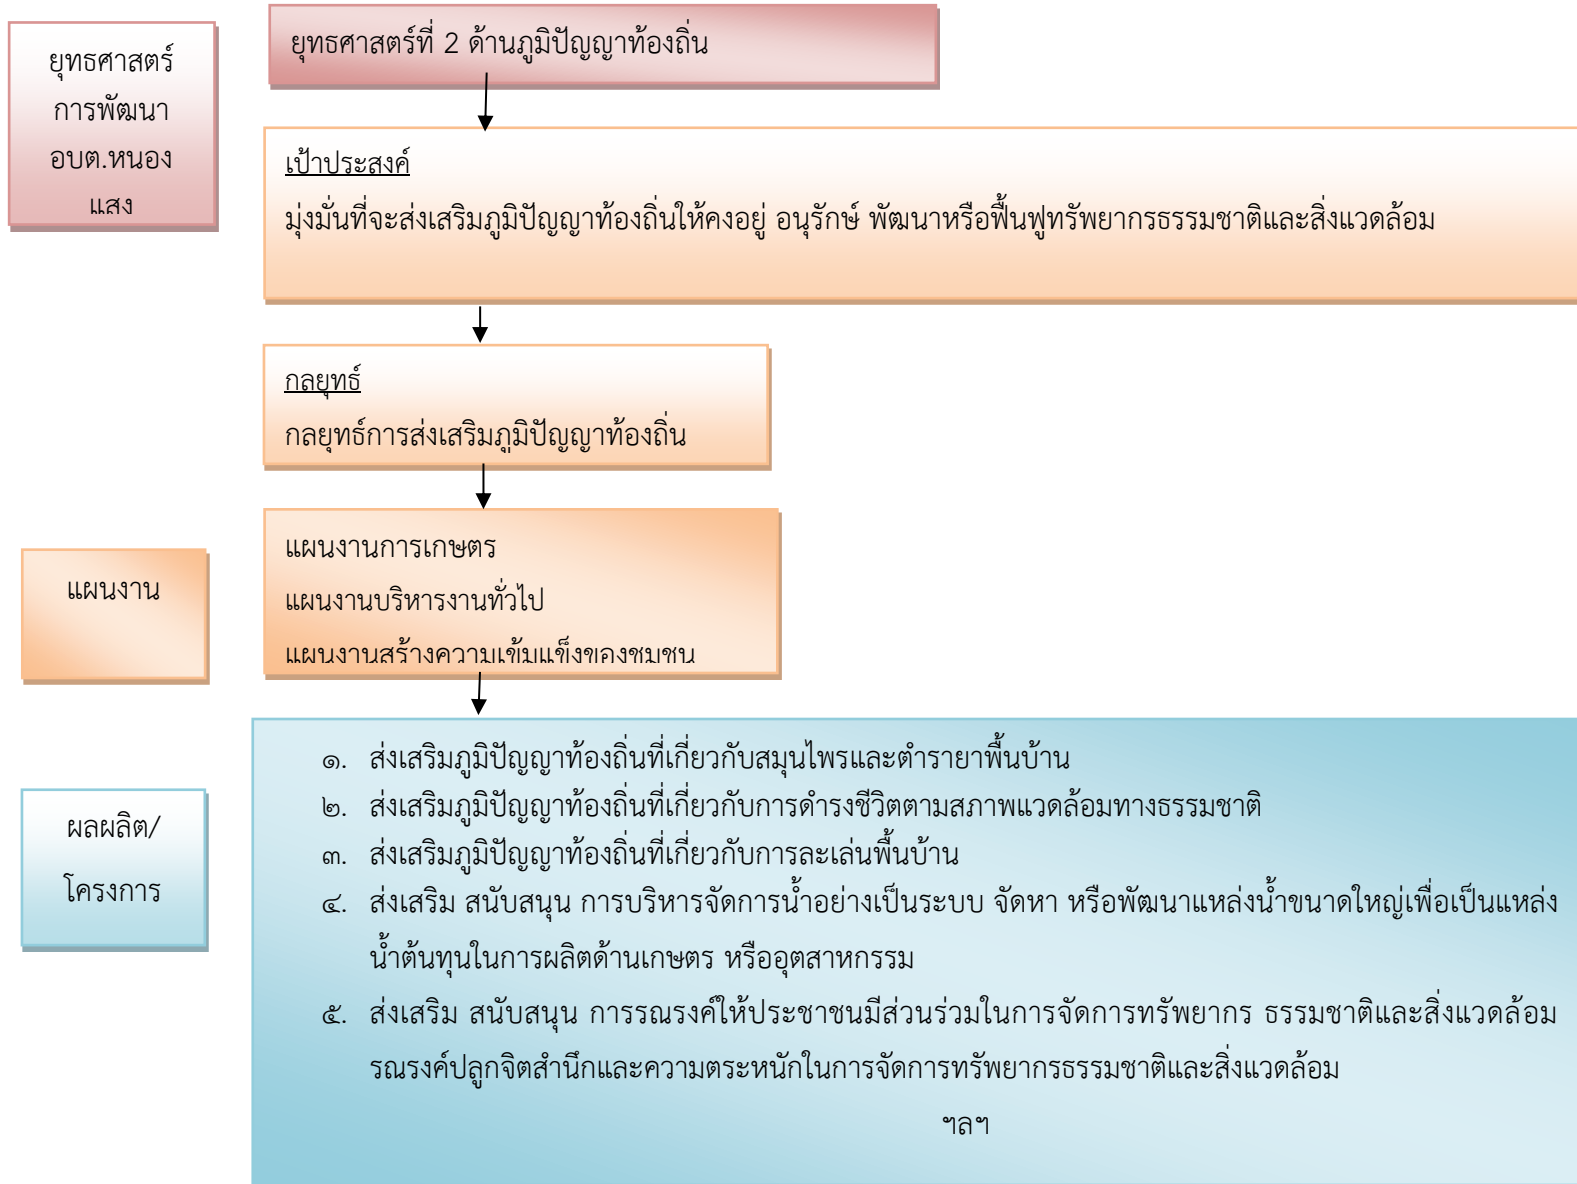 ยุทธศาสตร์
การพัฒนา
อบต.หนอง
แสง
ยุทธศาสตร์ที่ 2 ด้านภูมิปัญญาท้องถิ่น
เป้าประสงค์
มุ่งมั่นที่จะส่งเสริมภูมิปัญญาท้องถิ่นให้คงอยู่ อนุรักษ์ พัฒนาหรือฟื้นฟูทรัพยากรธรรมชาติและสิ่งแวดล้อม
กลยุทธ์
กลยุทธ์การส่งเสริมภูมิปัญญาท้องถิ่น
แผนงาน
แผนงานการเกษตร
แผนงานบริหารงานทั่วไป
แผนงานสร้างความเข้มแข็งของชุมชน
ผลผลิต/
โครงการ
๑. ส่งเสริมภูมิปัญญาท้องถิ่นที่เกี่ยวกับสมุนไพรและตำรายาพื้นบ้าน
๒. ส่งเสริมภูมิปัญญาท้องถิ่นที่เกี่ยวกับการดำรงชีวิตตามสภาพแวดล้อมทางธรรมชาติ
๓. ส่งเสริมภูมิปัญญาท้องถิ่นที่เกี่ยวกับการละเล่นพื้นบ้าน
๔. ส่งเสริม สนับสนุน การบริหารจัดการน้ำอย่างเป็นระบบ จัดหา หรือพัฒนาแหล่งน้ำขนาดใหญ่เพื่อเป็นแหล่ง
น้ำต้นทุนในการผลิตด้านเกษตร หรืออุตสาหกรรม
๕. ส่งเสริม สนับสนุน การรณรงค์ให้ประชาชนมีส่วนร่วมในการจัดการทรัพยากร ธรรมชาติและสิ่งแวดล้อม
รณรงค์ปลูกจิตสำนึกและความตระหนักในการจัดการทรัพยากรธรรมชาติและสิ่งแวดล้อม
ฯลฯ